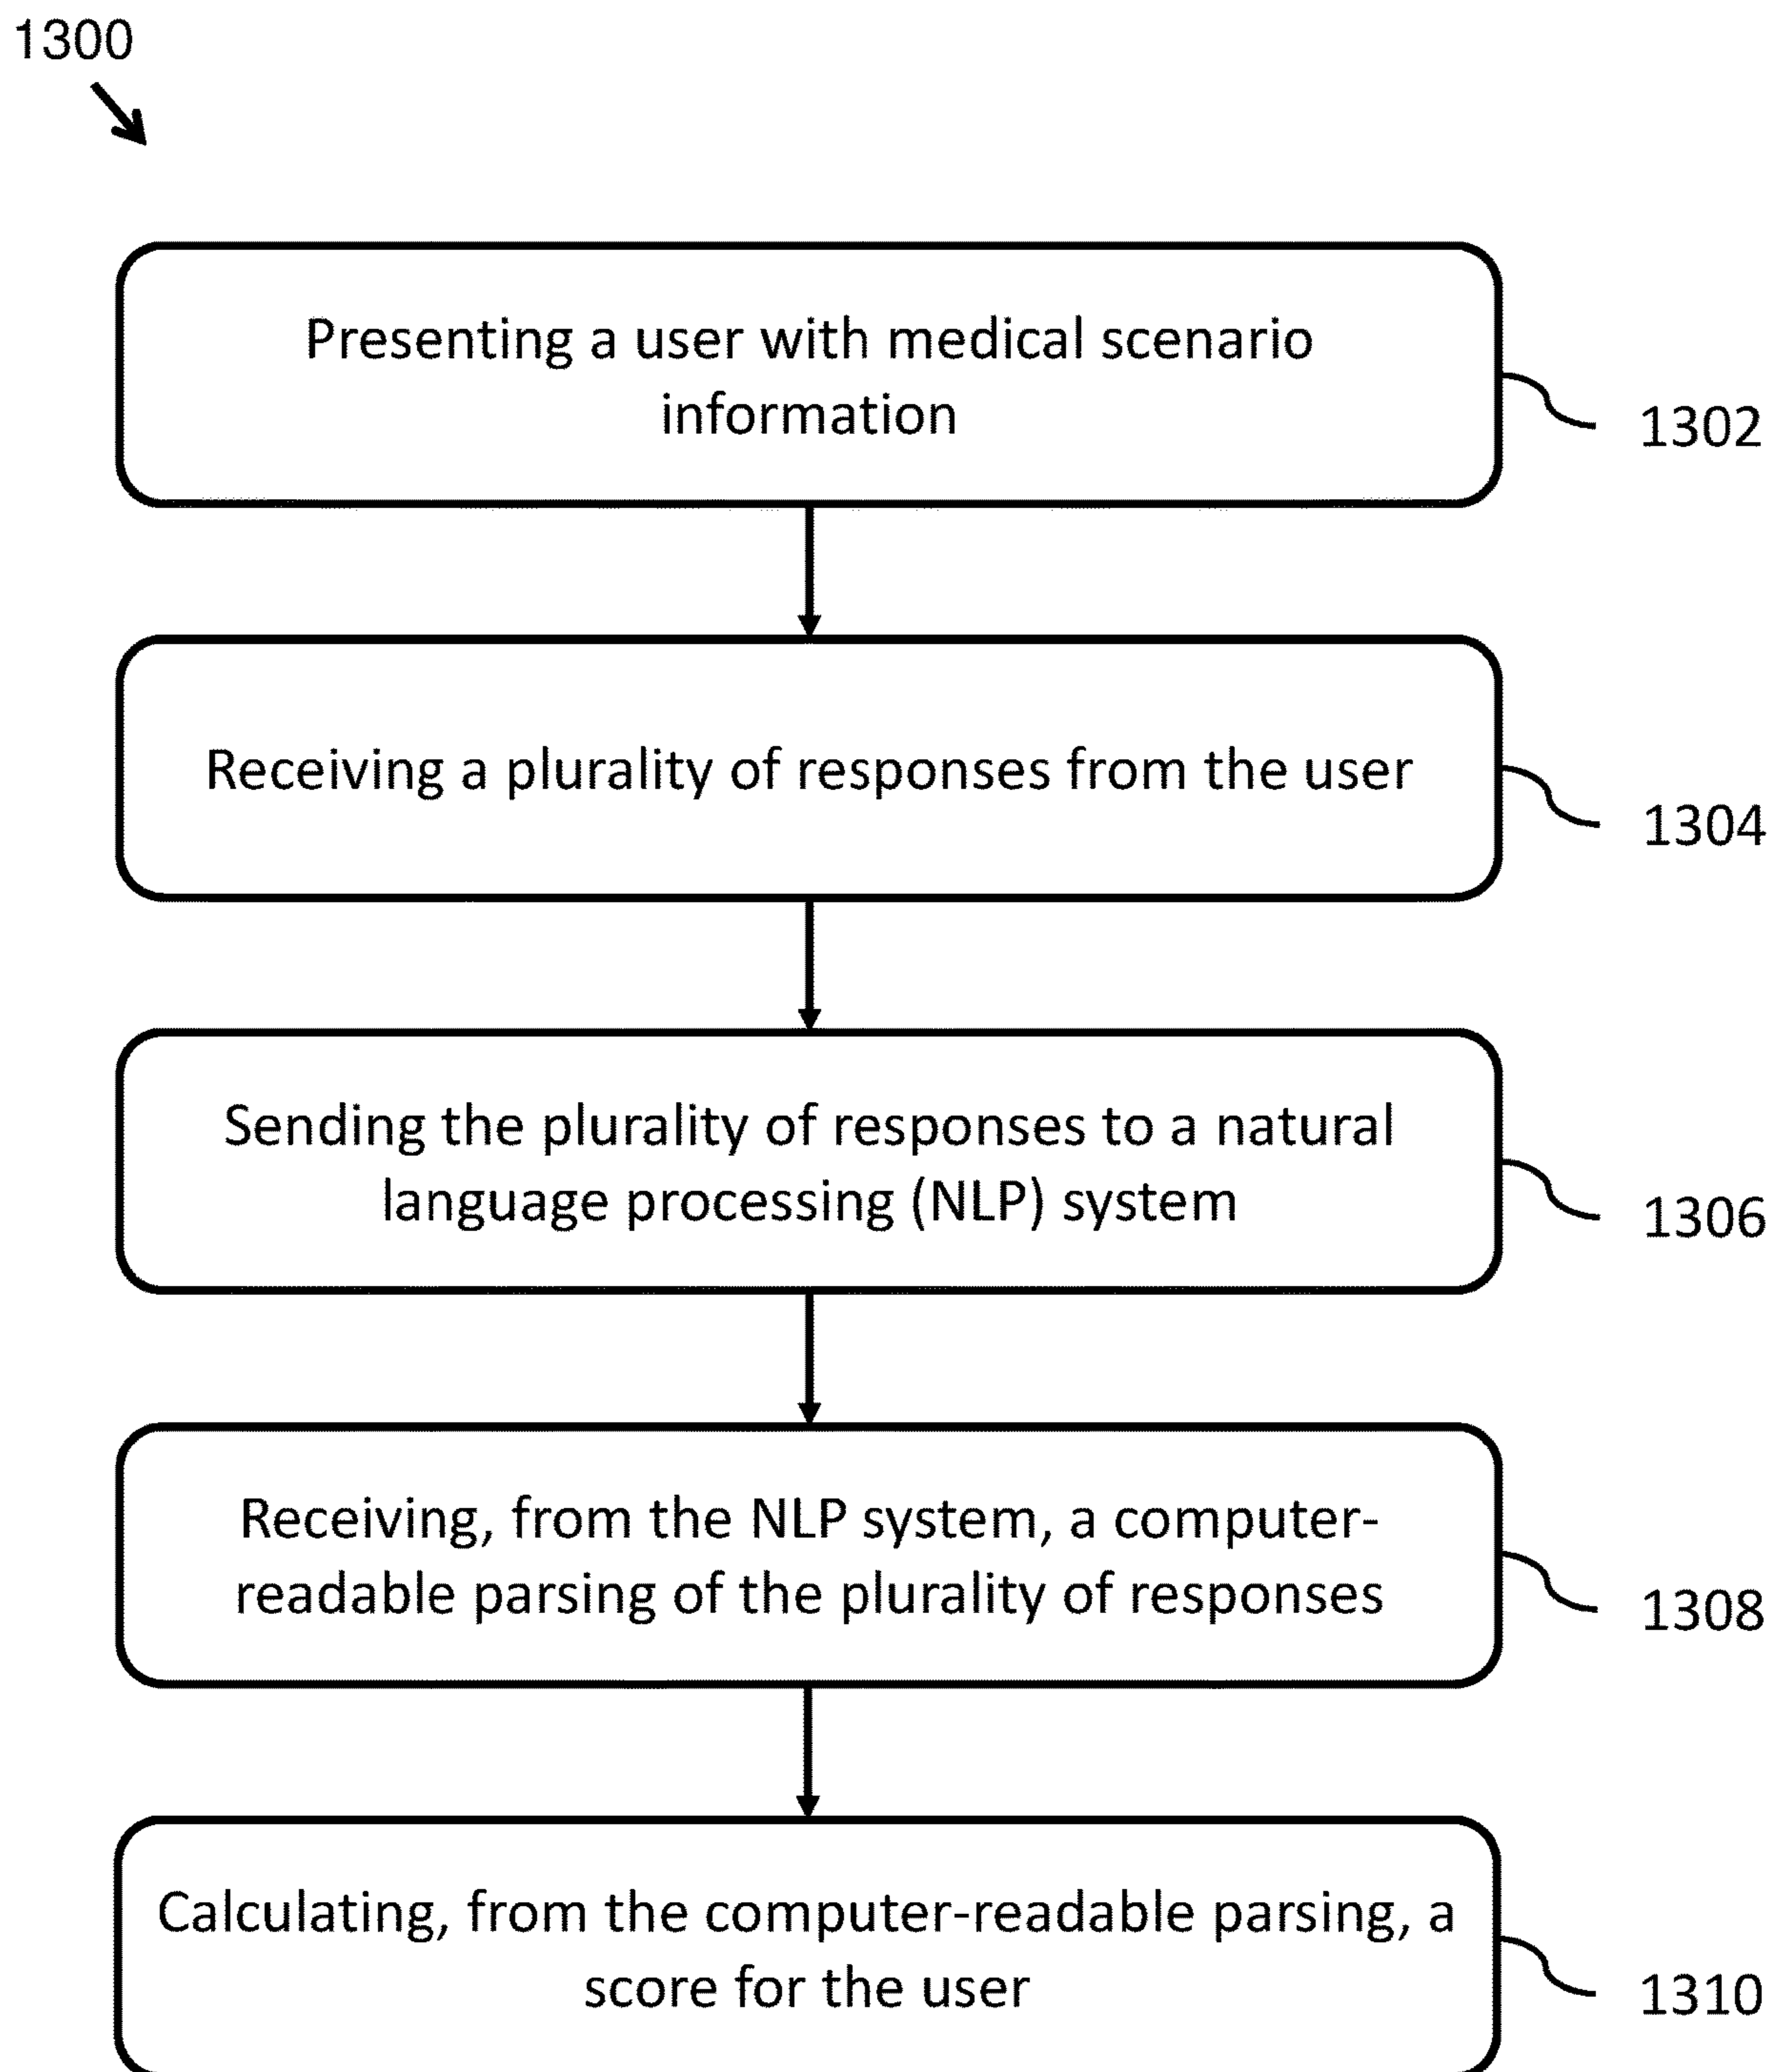 1300
Presenting a user with medical scenario
information
1302
Receiving a plurality of responses from the user
1304
Sending the plurality of responses to a natural
language processing (NLP) system
1306
Receiving, from the NLP system, a computer-
readable parsing of the plurality of responses
1308
Calculating, from the computer-readable parsing, a
score for the user
1310